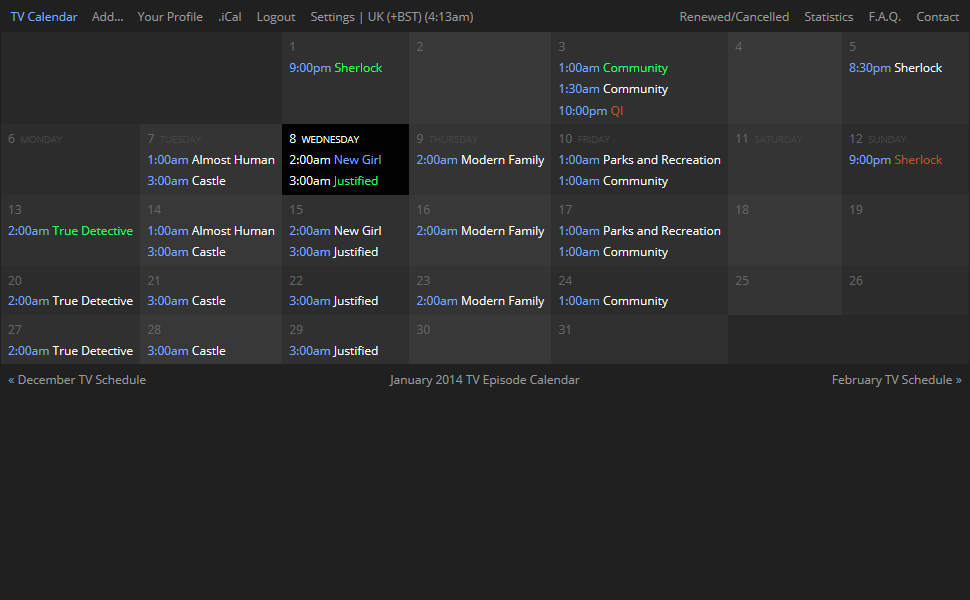 TV Calendar Add... Your Profile .iCal Logout Settings | UK (+BST) (4:13am) Renewed/Cancelled Statistics F.A.Q. Contact
1
9:00pm Sherlock
2
3
1:00am Community
1:30am Community
10:00pm QI
4
5
8:30pm Sherlock
6 MONDAY
7 TUESDAY
1:00am Almost Human
3:00am Castle
8 WEDNESDAY
2:00am New Girl
3:00am Justified
9 THURSDAY
2:00am Modern Family
10 FRIDAY
1:00am Parks and Recreation
1:00am Community
11 SATURDAY
12 SUNDAY
9:00pm Sherlock
13
2:00am True Detective
14
1:00am Almost Human
3:00am Castle
15
2:00am New Girl
3:00am Justified
16
2:00am Modern Family
17
1:00am Parks and Recreation
1:00am Community
18
19
20
2:00am True Detective
21
3:00am Castle
22
3:00am Justified
23
2:00am Modern Family
24
1:00am Community
25
26
27
2:00am True Detective
28
3:00am Castle
29
3:00am Justified
30
31
« December TV Schedule January 2014 TV Episode Calendar February TV Schedule »